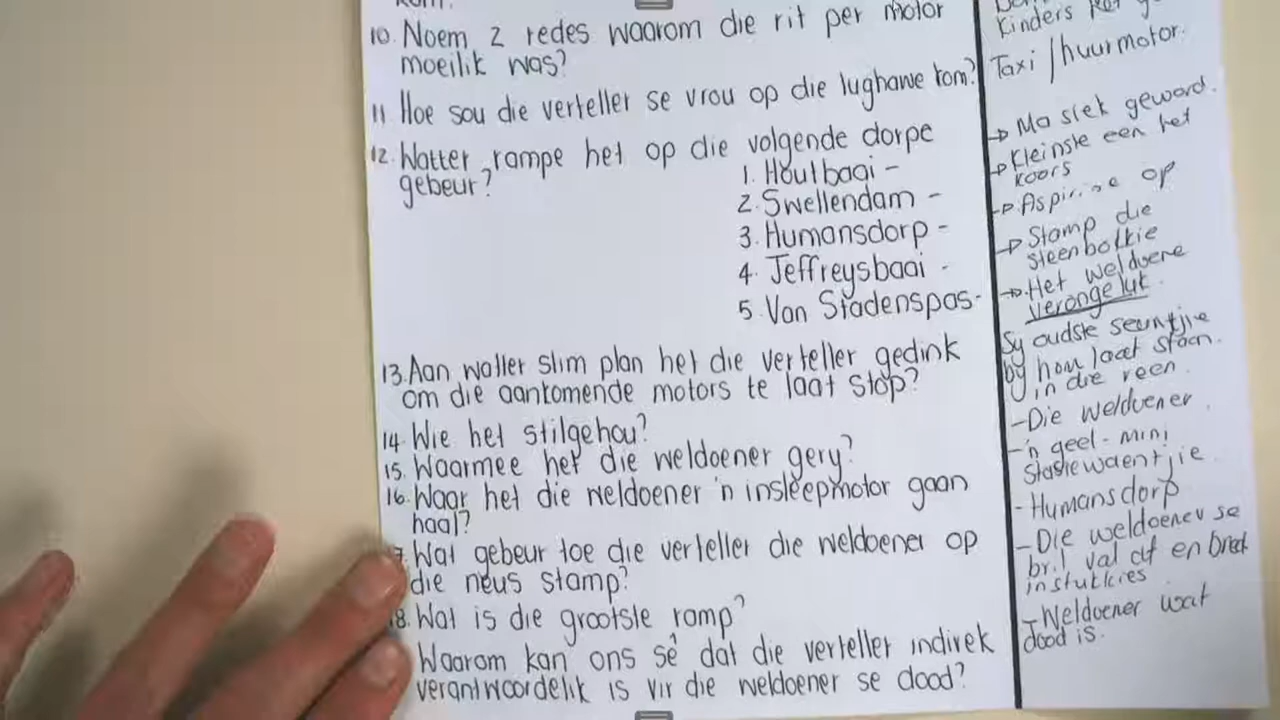 10. Noem 2 redes waarom die rit per motor
moeilik was?
11 Hoe sou die verteller se vrou op die lughawe kom?
12. Watter rampe het op die volgende dorpe
gebeur?
1. Houtbaai -
2. Swellendam -
3. Humansdorp -
4. Jeffreysbaai -
5. Van Stadenspas -
13. Aan watter slim plan het die verteller gedink
om die aankomende motors te laat stop?
14. Wie het stilgehou?
15. Waarmee het die weldoener gery?
16. Waar het die weldoener 'n insleepmotor gaan
haal?
Wat gebeur toe die verteller die weldoener op
die neus stamp?
18. Wat is die grootste ramp?
Waarom kan ons sê dat die verteller indirek
verantwoordelik is vir die weldoener se dood?
Kinders
Taxi / huurmotor.
→ Ma siek geword.
→ Kleinste een het
koors
→ Aspirine op
→ Stamp die
steenbokkie
→ Het weldoene
verongeluk.
Sy oudste seuntjie
by hom laat staan
in die reen.
- Die weldoener.
- 'n geel-mini
stasiewaentjie.
- Humansdorp
- Die weldoener se
bril val af en breek
in stukkies
- Weldoener wat
dood is.